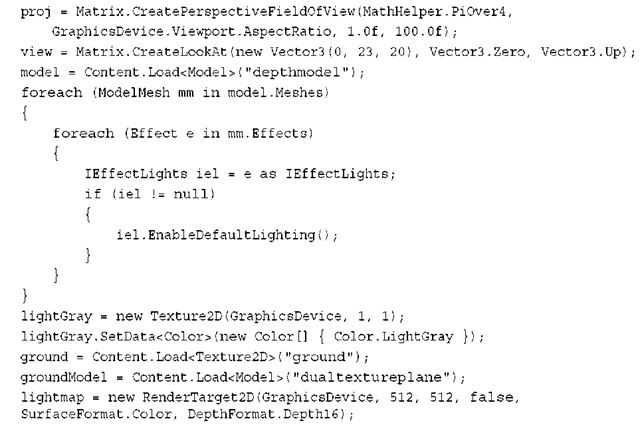 proj = Matrix.CreatePerspectiveFieldOfView(MathHelper.PiOver4,
GraphicsDevice.Viewport.AspectRatio, 1.0f, 100.0f);
view = Matrix.CreateLookAt(new Vector3(0, 23, 20), Vector3.Zero, Vector3.Up);
model = Content.Load<Model>("depthmodel");
foreach (ModelMesh mm in model.Meshes)
{
foreach (Effect e in mm.Effects)
{
IEffectLights iel = e as IEffectLights;
if (iel != null)
{
iel.EnableDefaultLighting();
}
}
}
lightGray = new Texture2D(GraphicsDevice, 1, 1);
lightGray.SetData<Color>(new Color[] { Color.LightGray });
ground = Content.Load<Texture2D>("ground");
groundModel = Content.Load<Model>("dualtextureplane");
lightmap = new RenderTarget2D(GraphicsDevice, 512, 512, false,
SurfaceFormat.Color, DepthFormat.Depth16);